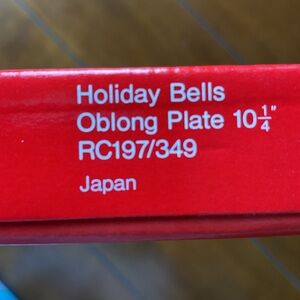 Holiday Bells
Oblong Plate 10¼"
RC197/349
Japan